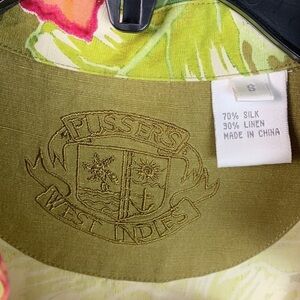 PUSSER'S
WEST INDIES
S
70% SILK
30% LINEN
MADE IN CHINA